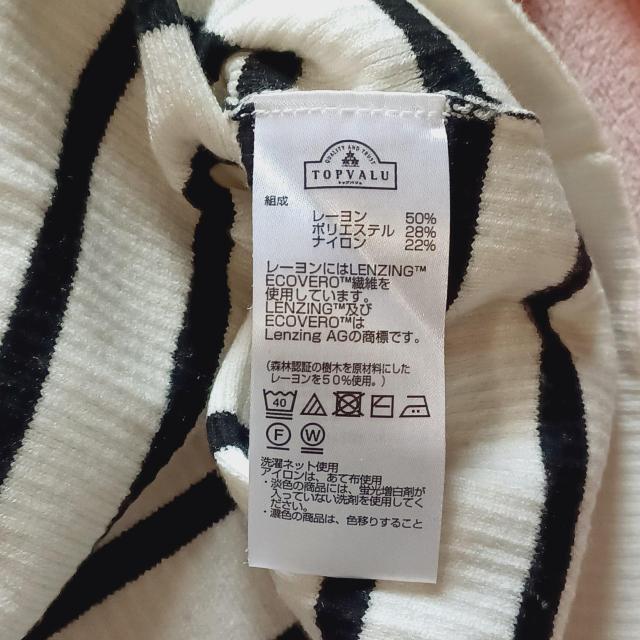 QUALITY AND TRUST
TOPVALU
トップバリュ
組成
レーヨン 50%
ポリエステル 28%
ナイロン 22%
レーヨンにはLENZING™
ECOVERO™繊維を
使用しています。
LENZING™及び
ECOVERO™は
Lenzing AGの商標です。
(森林認証の樹木を原材料にした
レーヨンを50%使用。)
40
F W
洗濯ネット使用
アイロンは、あて布使用
・淡色の商品は、蛍光増白剤が
入っていない洗剤を使用してく
ださい。
・濃色の商品は、色移りすること